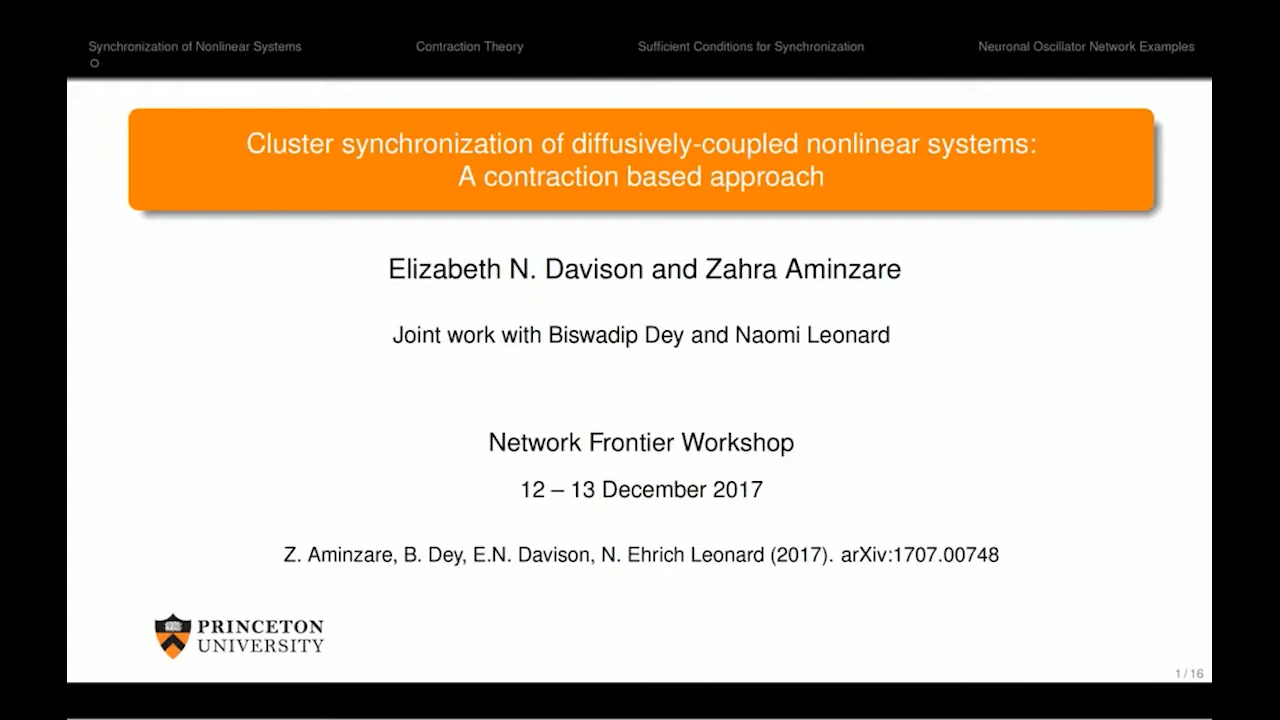 Synchronization of Nonlinear Systems Contraction Theory Sufficient Conditions for Synchronization Neuronal Oscillator Network Examples
Cluster synchronization of diffusively-coupled nonlinear systems:
A contraction based approach
Elizabeth N. Davison and Zahra Aminzare
Joint work with Biswadip Dey and Naomi Leonard
Network Frontier Workshop
12 – 13 December 2017
Z. Aminzare, B. Dey, E.N. Davison, N. Ehrich Leonard (2017). arXiv:1707.00748
PRINCETON
UNIVERSITY
1 / 16